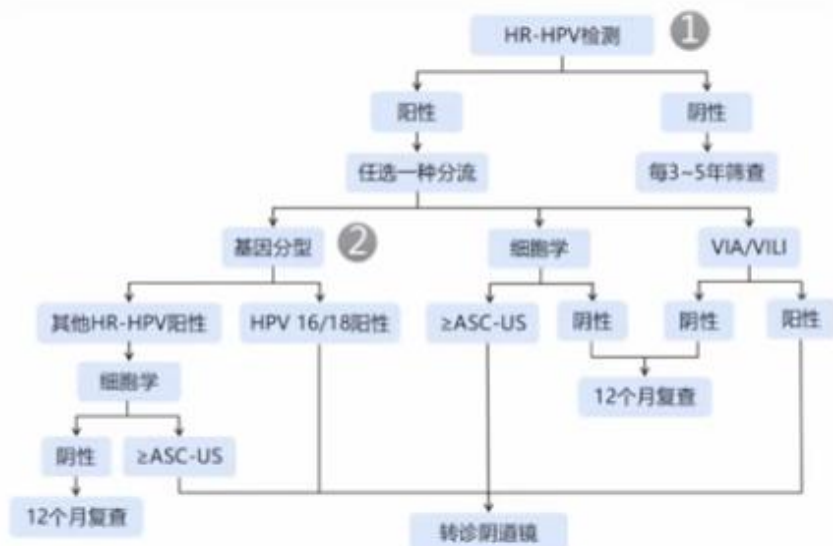 HR-HPV检测 1
阳性 阴性
任选一种分流 每3~5年筛查
基因分型 2 细胞学 VIA/VILI
其他HR-HPV阳性 HPV 16/18阳性 ≥ASC-US 阴性 阴性 阳性
细胞学 12个月复查
阴性 ≥ASC-US
12个月复查 转诊阴道镜